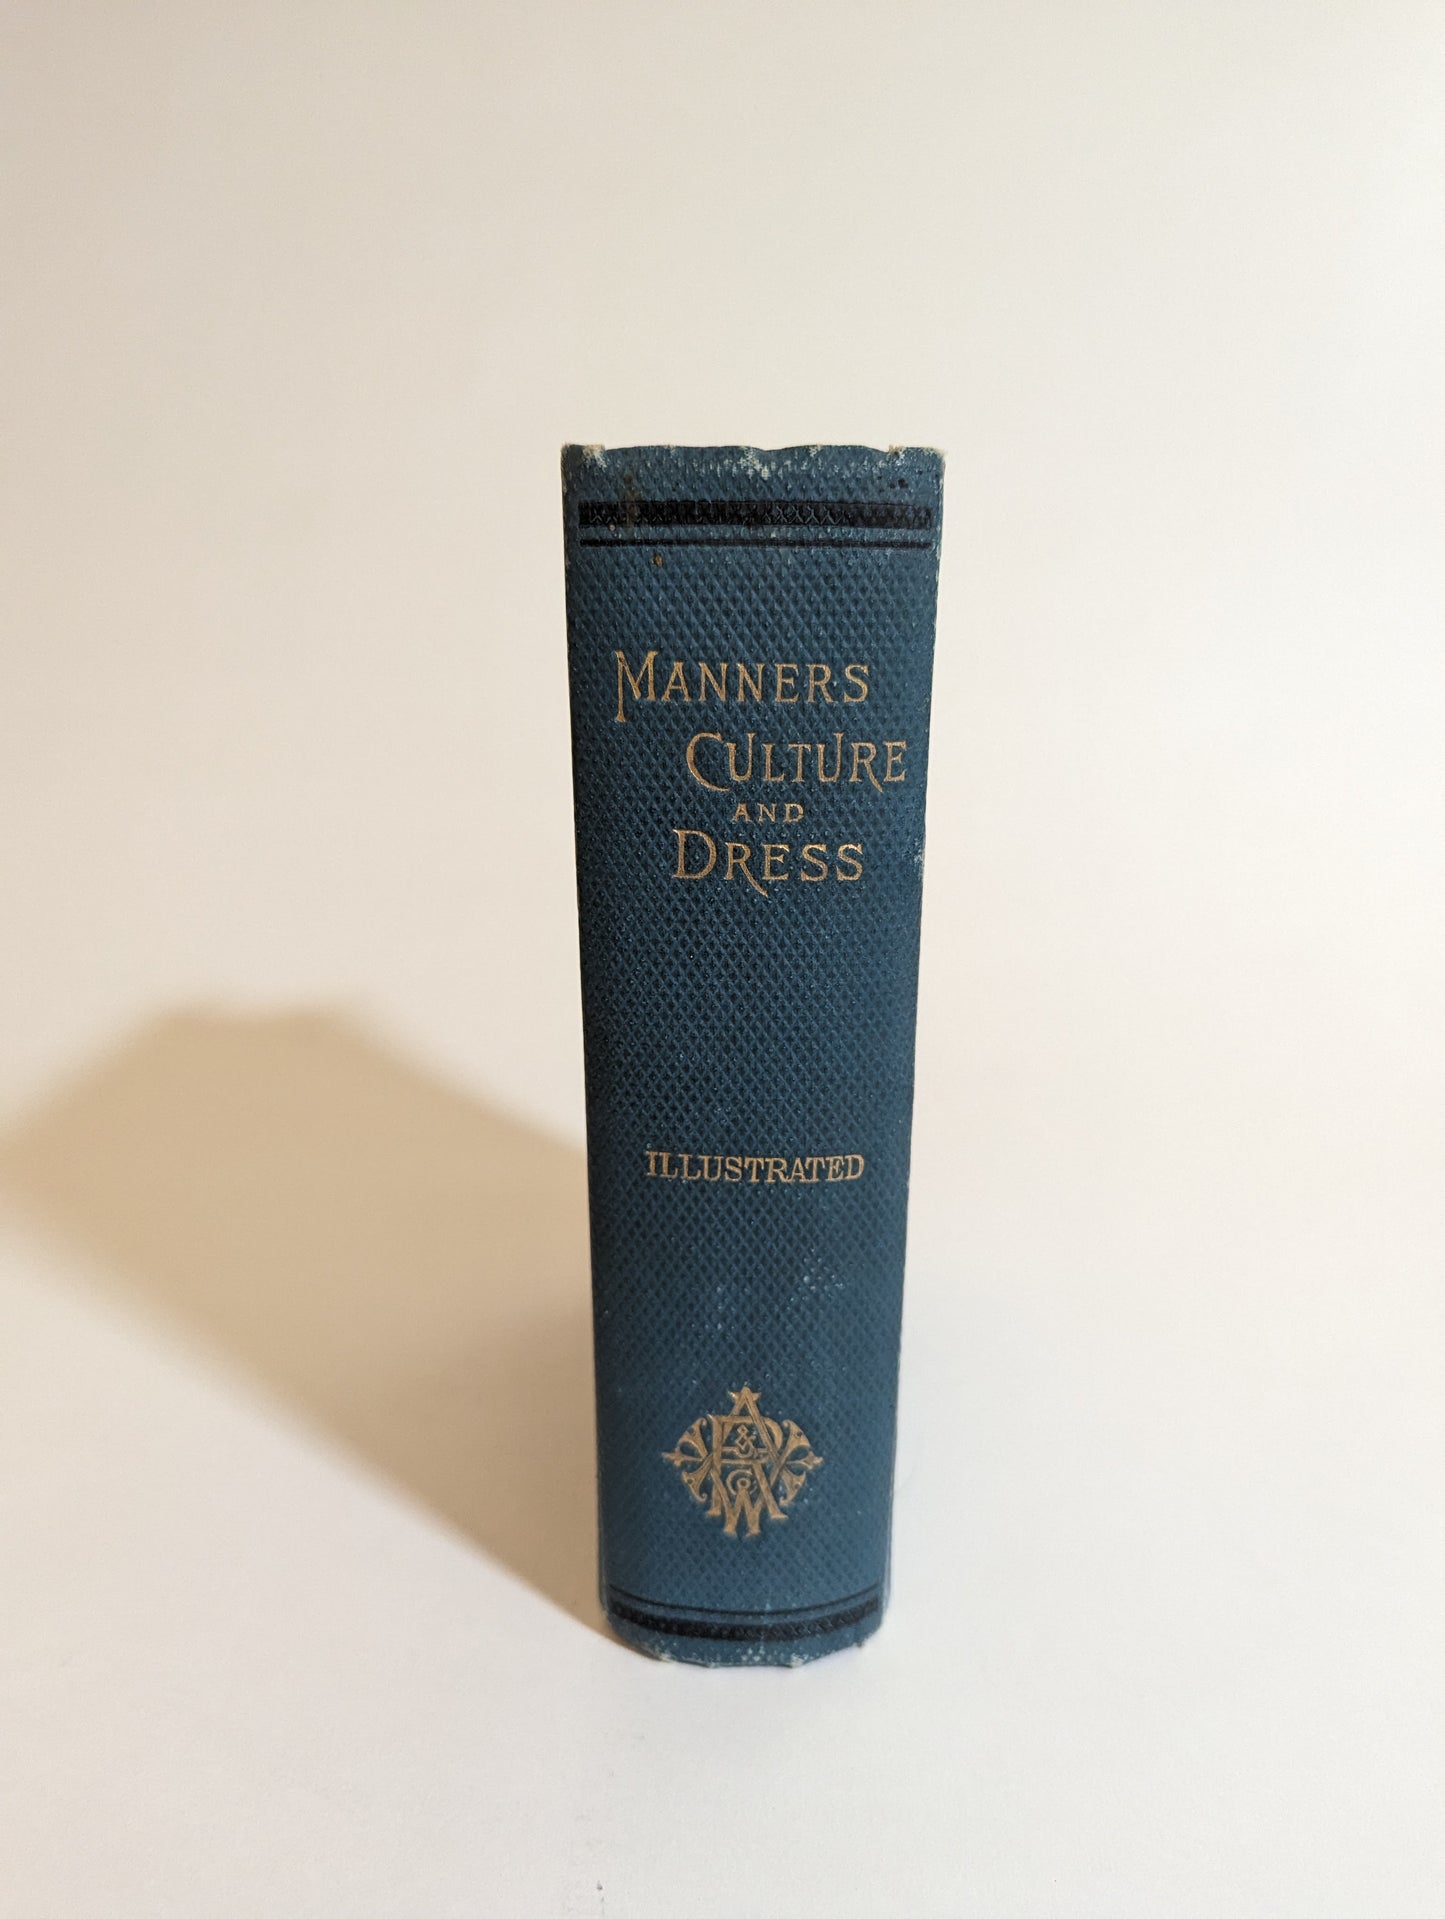 MANNERS
CULTURE
AND
DRESS
ILLUSTRATED